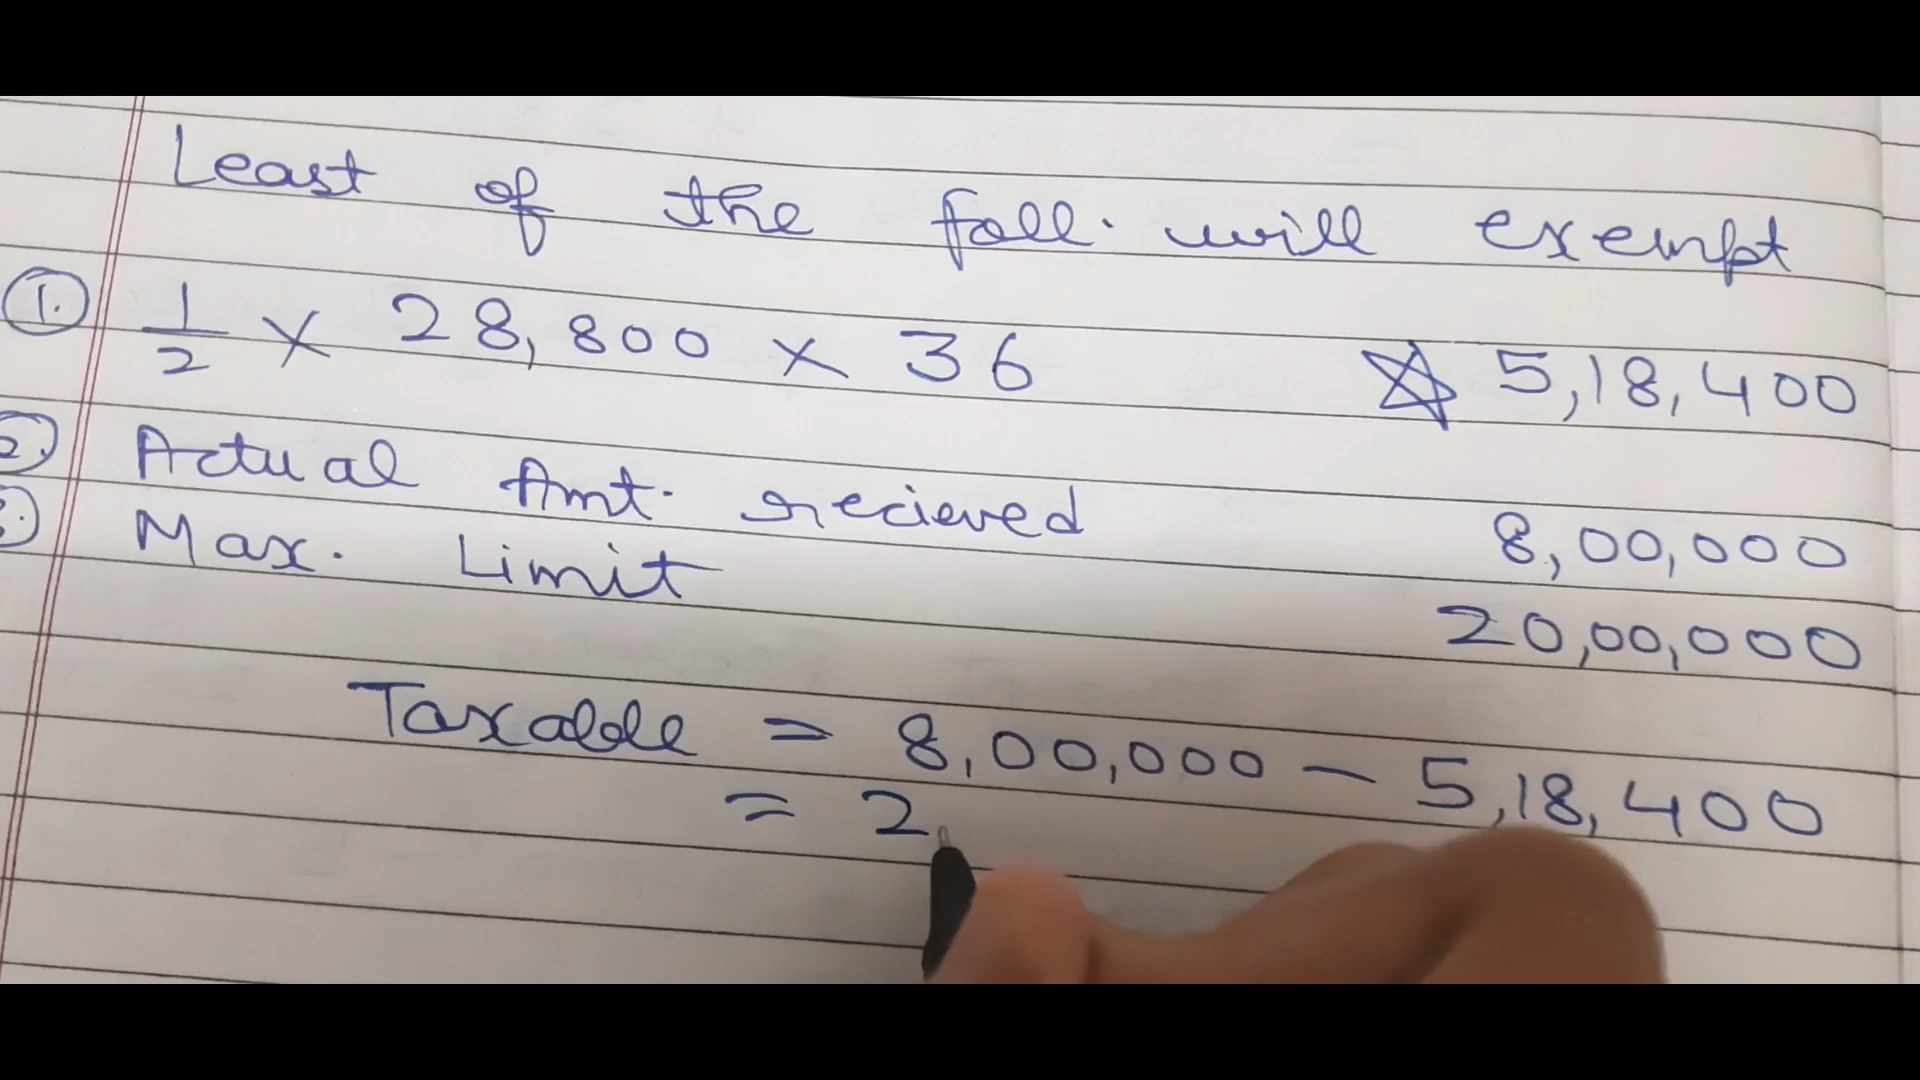 Least of the foll. will exempt
1. 1/2 × 28,800 × 36 ☆ 5,18,400
2. Actual Amt. recieved 8,00,000
3. Max. Limit 20,00,000
Taxable = 8,00,000 - 5,18,400
= 2,